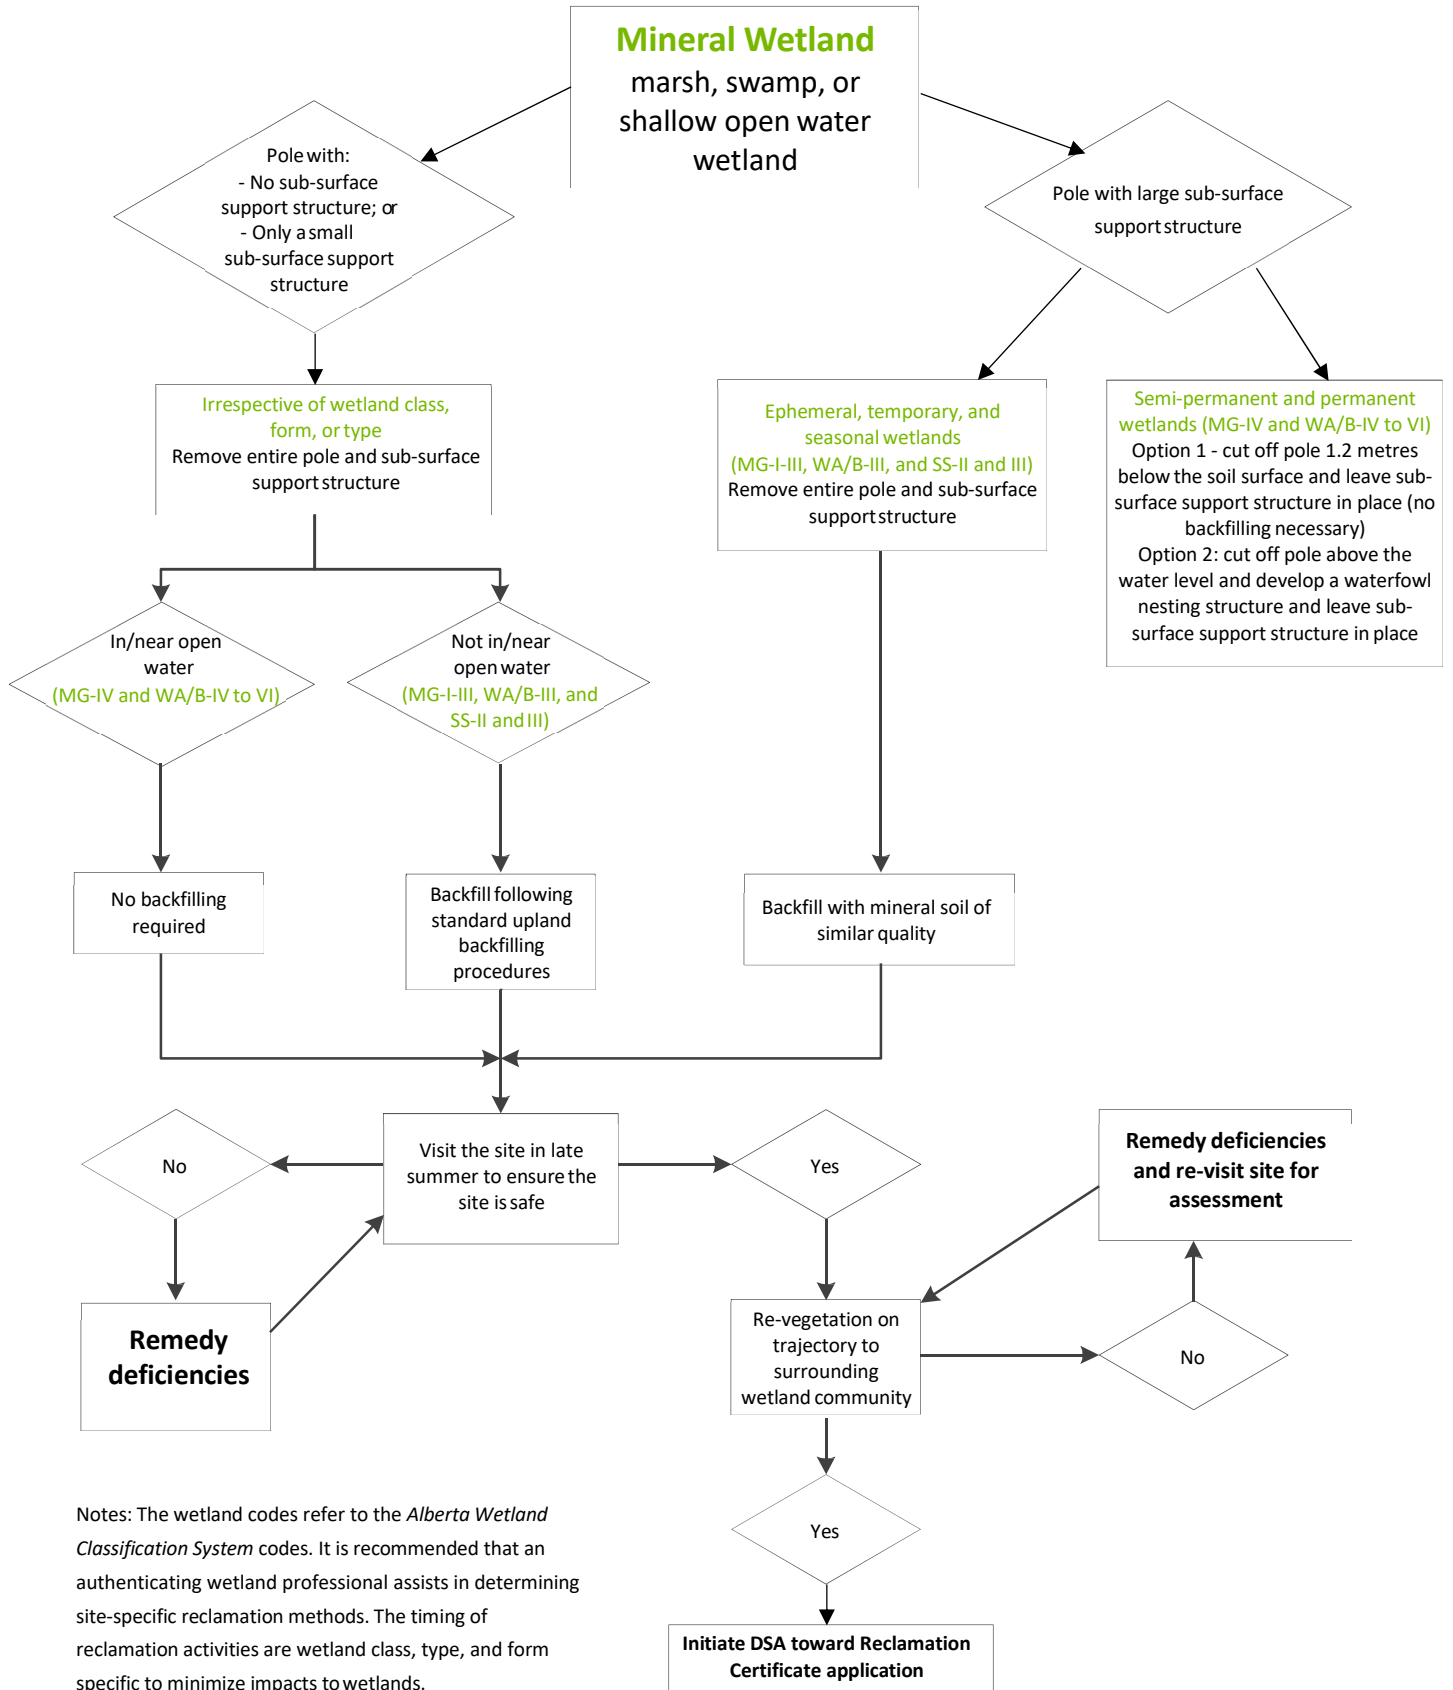 Mineral Wetland
marsh, swamp, or
shallow open water
wetland
Pole with:
- No sub-surface
support structure; or
- Only a small
sub-surface support
structure
Pole with large sub-surface
support structure
Irrespective of wetland class,
form, or type
Remove entire pole and sub-surface
support structure
Ephemeral, temporary, and
seasonal wetlands
(MG-I-III, WA/B-III, and SS-II and III)
Remove entire pole and sub-surface
support structure
Semi-permanent and permanent
wetlands (MG-IV and WA/B-IV to VI)
Option 1 - cut off pole 1.2 metres
below the soil surface and leave sub-
surface support structure in place (no
backfilling necessary)
Option 2: cut off pole above the
water level and develop a waterfowl
nesting structure and leave sub-
surface support structure in place
In/near open
water
(MG-IV and WA/B-IV to VI)
Not in/near
open water
(MG-I-III, WA/B-III, and
SS-II and III)
No backfilling
required
Backfill following
standard upland
backfilling
procedures
Backfill with mineral soil of
similar quality
No
Visit the site in late
summer to ensure the
site is safe
Yes
Remedy deficiencies
and re-visit site for
assessment
Remedy
deficiencies
Re-vegetation on
trajectory to
surrounding
wetland community
No
Yes
Notes: The wetland codes refer to the Alberta Wetland
Classification System codes. It is recommended that an
authenticating wetland professional assists in determining
site-specific reclamation methods. The timing of
reclamation activities are wetland class, type, and form
specific to minimize impacts to wetlands.
Initiate DSA toward Reclamation
Certificate application